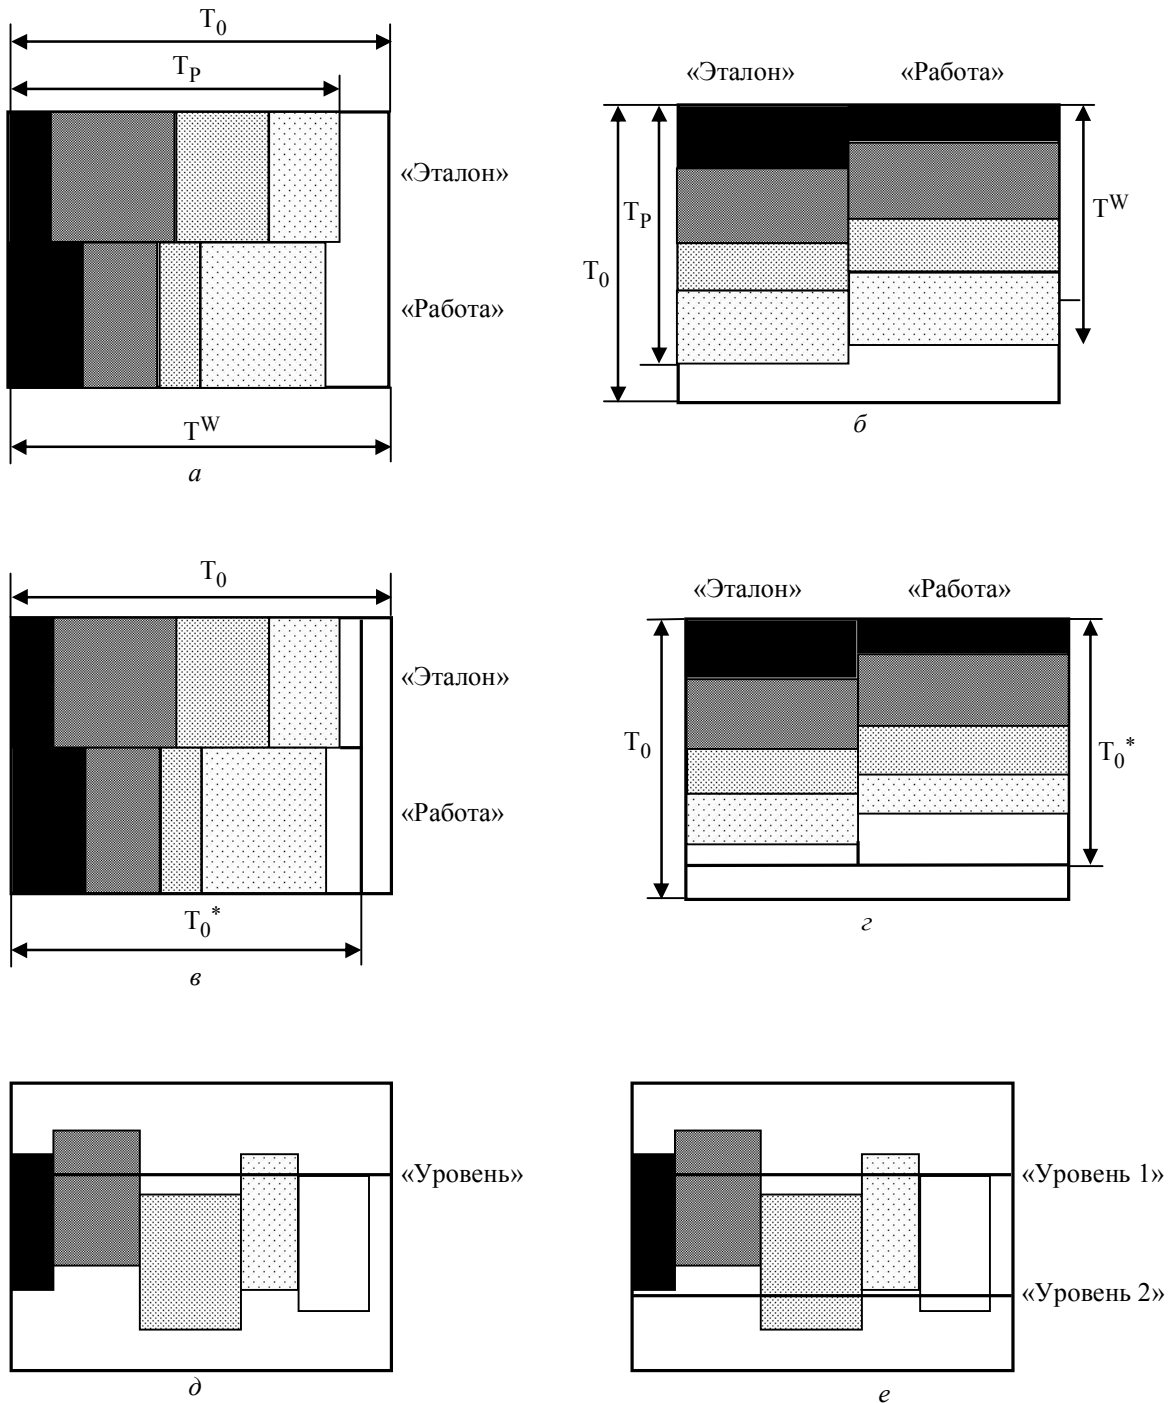 T0
TP
«Эталон»
«Работа»
TW
а
«Эталон» «Работа»
TP
T0
TW
б
T0
«Эталон»
«Работа»
T0*
в
«Эталон» «Работа»
T0
T0*
г
«Уровень»
д
«Уровень 1»
«Уровень 2»
е